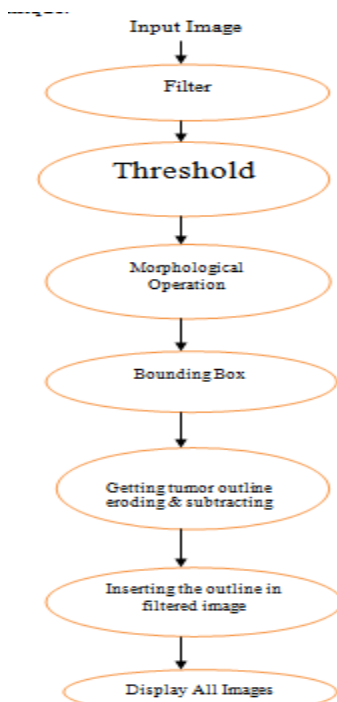 Input Image
Filter
Threshold
Morphological
Operation
Bounding Box
Getting tumor outline
eroding & subtracting
Inserting the outline in
filtered image
Display All Images